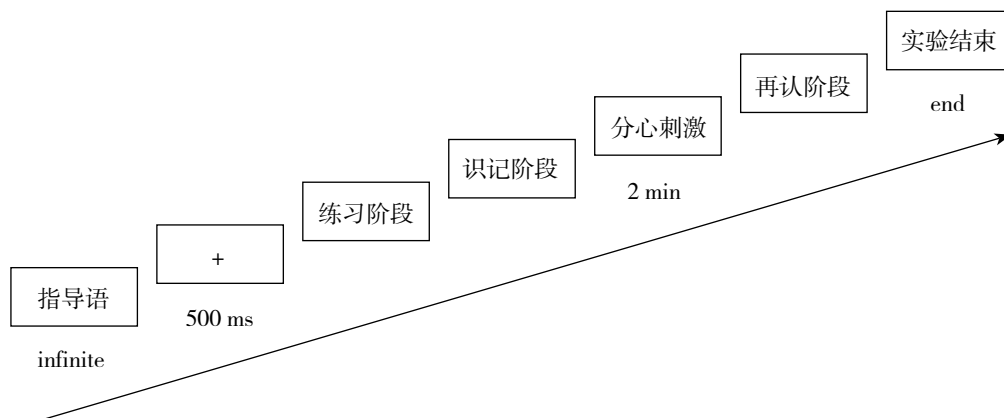 指导语
infinite
+
500 ms
练习阶段
识记阶段
分心刺激
2 min
再认阶段
实验结束
end